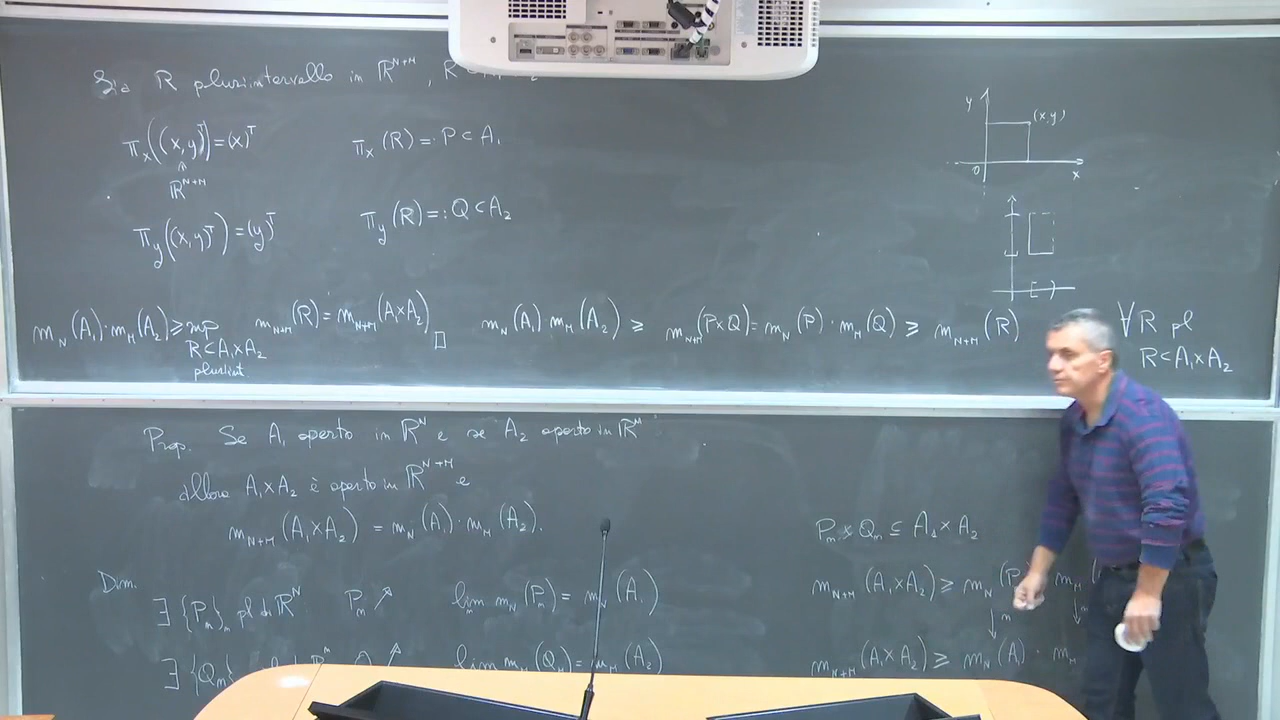 Sia R plurintervallo in ℝ^{N+M}, R
π_x((x,y)^T) = (x)^T
ℝ^{N+M}
π_x(R) =: P ⊂ A_1
π_y((x,y)^T) = (y)^T
π_y(R) =: Q ⊂ A_2
y
(x,y)
0
x
m_N(A_1)·m_M(A_2) ≥ sup m_{N+M}(R) = m_{N+M}(A_1×A_2) □
R⊂A_1×A_2
plurint.
m_N(A_1) m_M(A_2) ≥ m_{N+M}(P×Q) = m_N(P)·m_M(Q) ≥ m_{N+M}(R)
∀R pl
R⊂A_1×A_2
Prop. Se A_1 aperto in ℝ^N e se A_2 aperto in ℝ^M
allora A_1×A_2 è aperto in ℝ^{N+M} e
m_{N+M}(A_1×A_2) = m_N(A_1)·m_M(A_2).
Dim.
∃ {P_n}_n pl di ℝ^N P_n ↗ lim_n m_N(P_n) = m_N(A_1)
∃ {Q_n} ↗ lim m_M(Q_n) = m_M(A_2)
P_n × Q_n ⊆ A_1 × A_2
m_{N+M}(A_1×A_2) ≥ m_N(P m_M(
↓n ↓n
m_{N+M}(A_1×A_2) ≥ m_N(A_1) · m_M